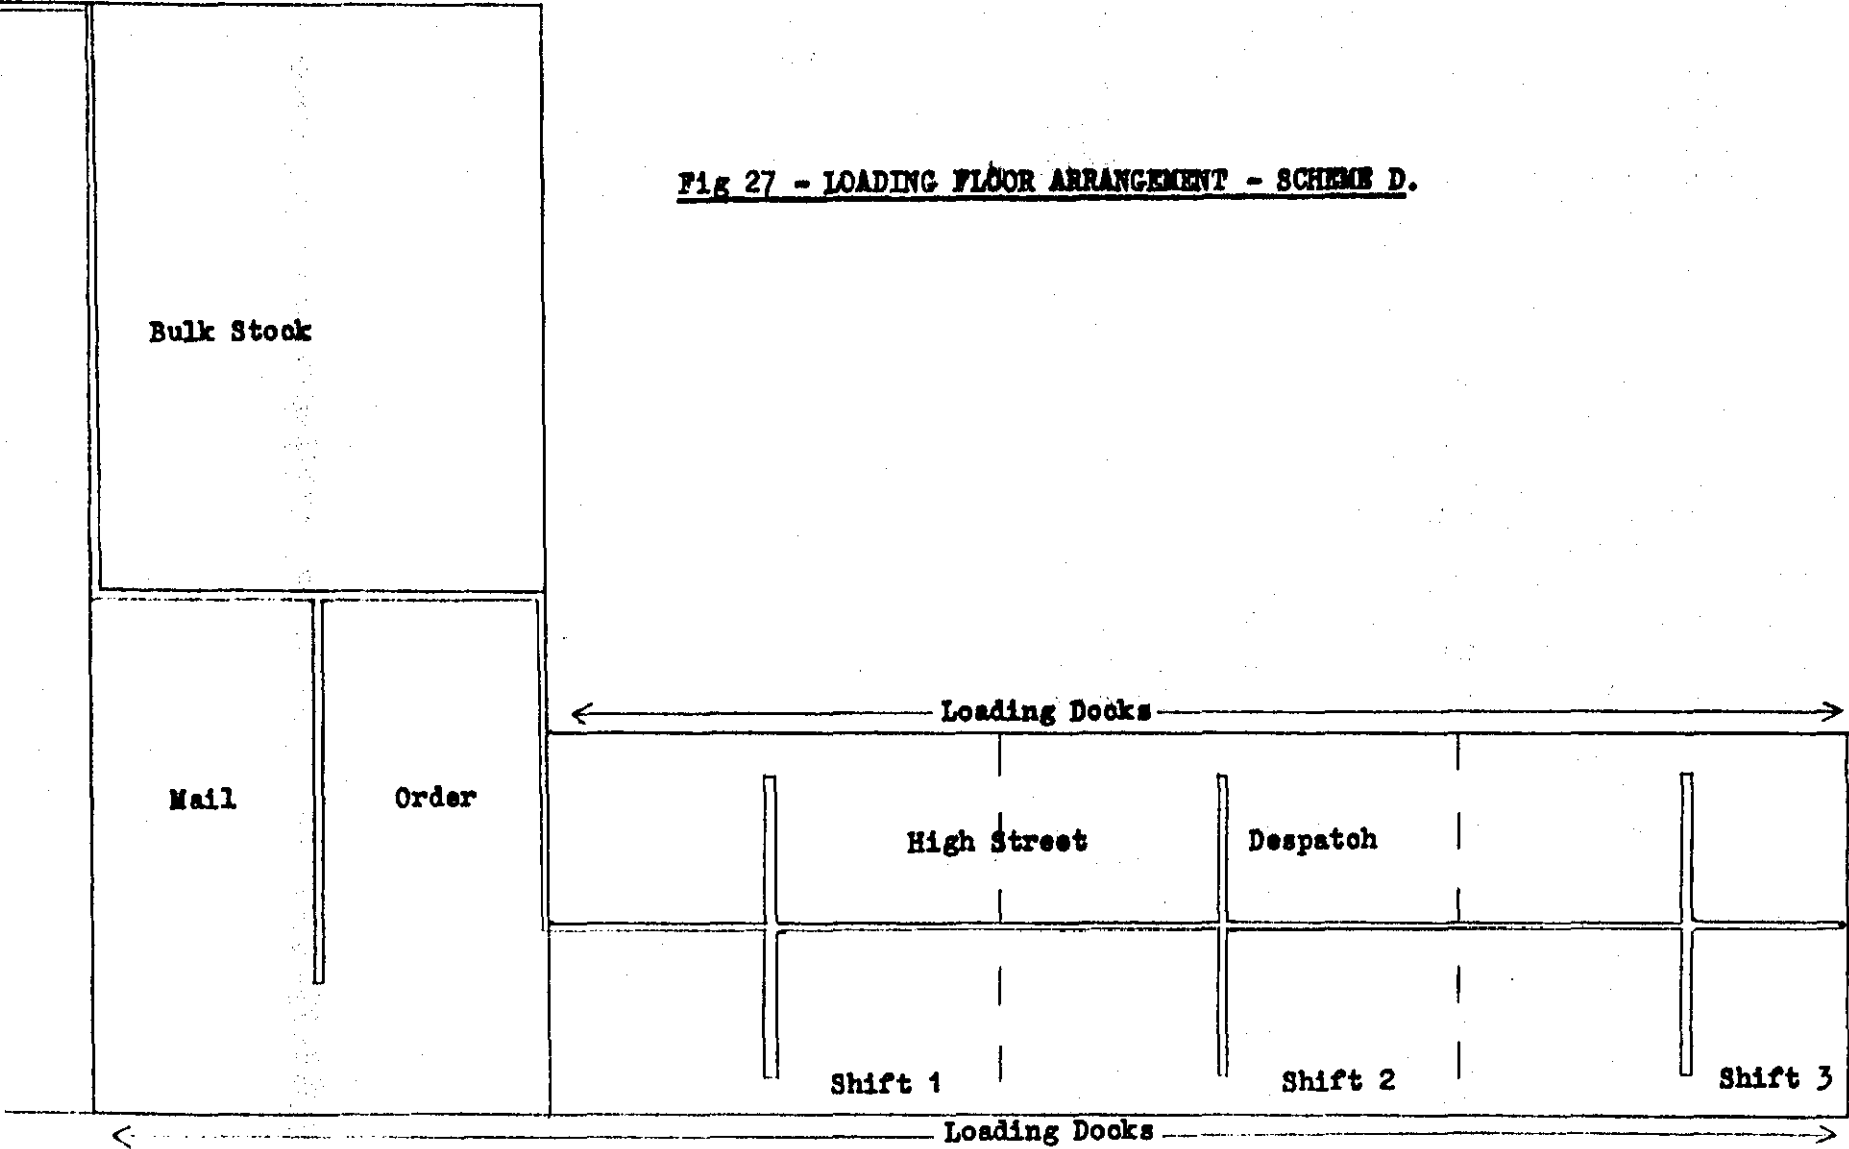 Fig 27 - LOADING FLOOR ARRANGEMENT - SCHEME D.
Bulk Stock
Loading Docks
Mail Order
High Street Despatch
Shift 1 Shift 2 Shift 3
Loading Docks